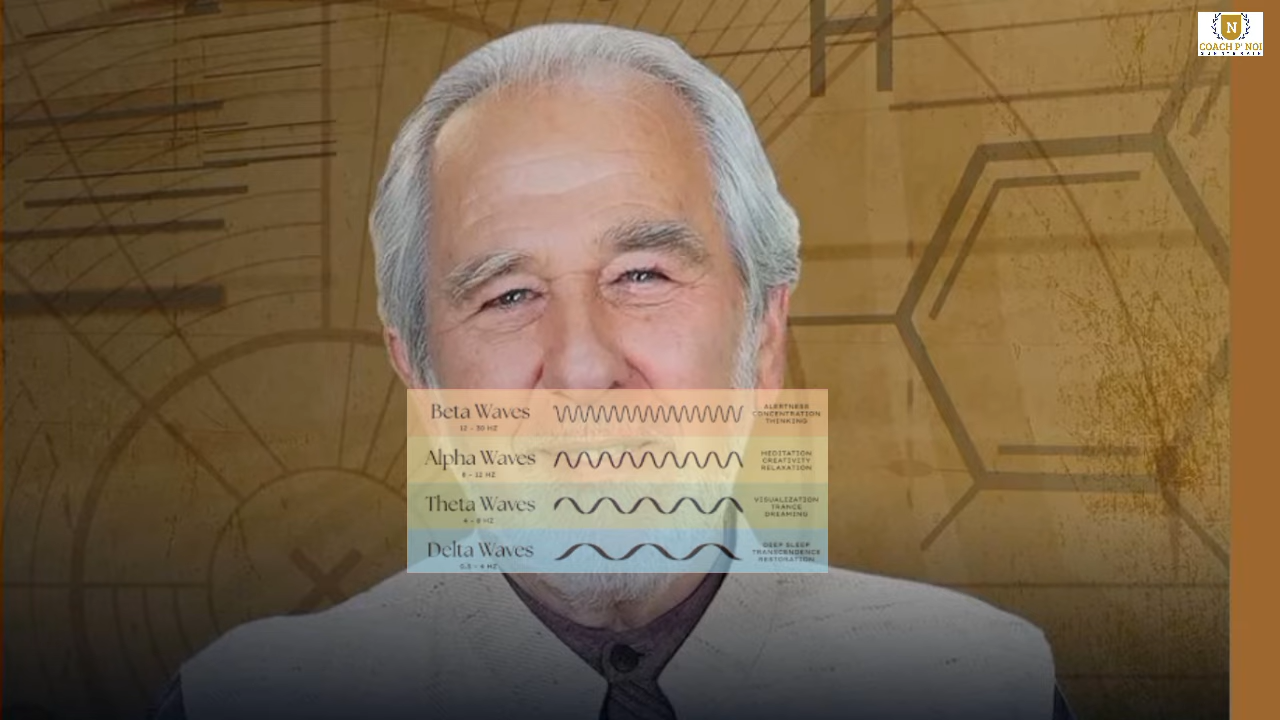 H
N
COACH P' NOI
Beta Waves
12 - 30 HZ
ALERTNESS
CONCENTRATION
THINKING
Alpha Waves
8 - 12 HZ
MEDITATION
CREATIVITY
RELAXATION
Theta Waves
4 - 8 HZ
VISUALIZATION
TRANCE
DREAMING
Delta Waves
0.5 - 4 HZ
DEEP SLEEP
TRANSCENDENCE
RESTORATION